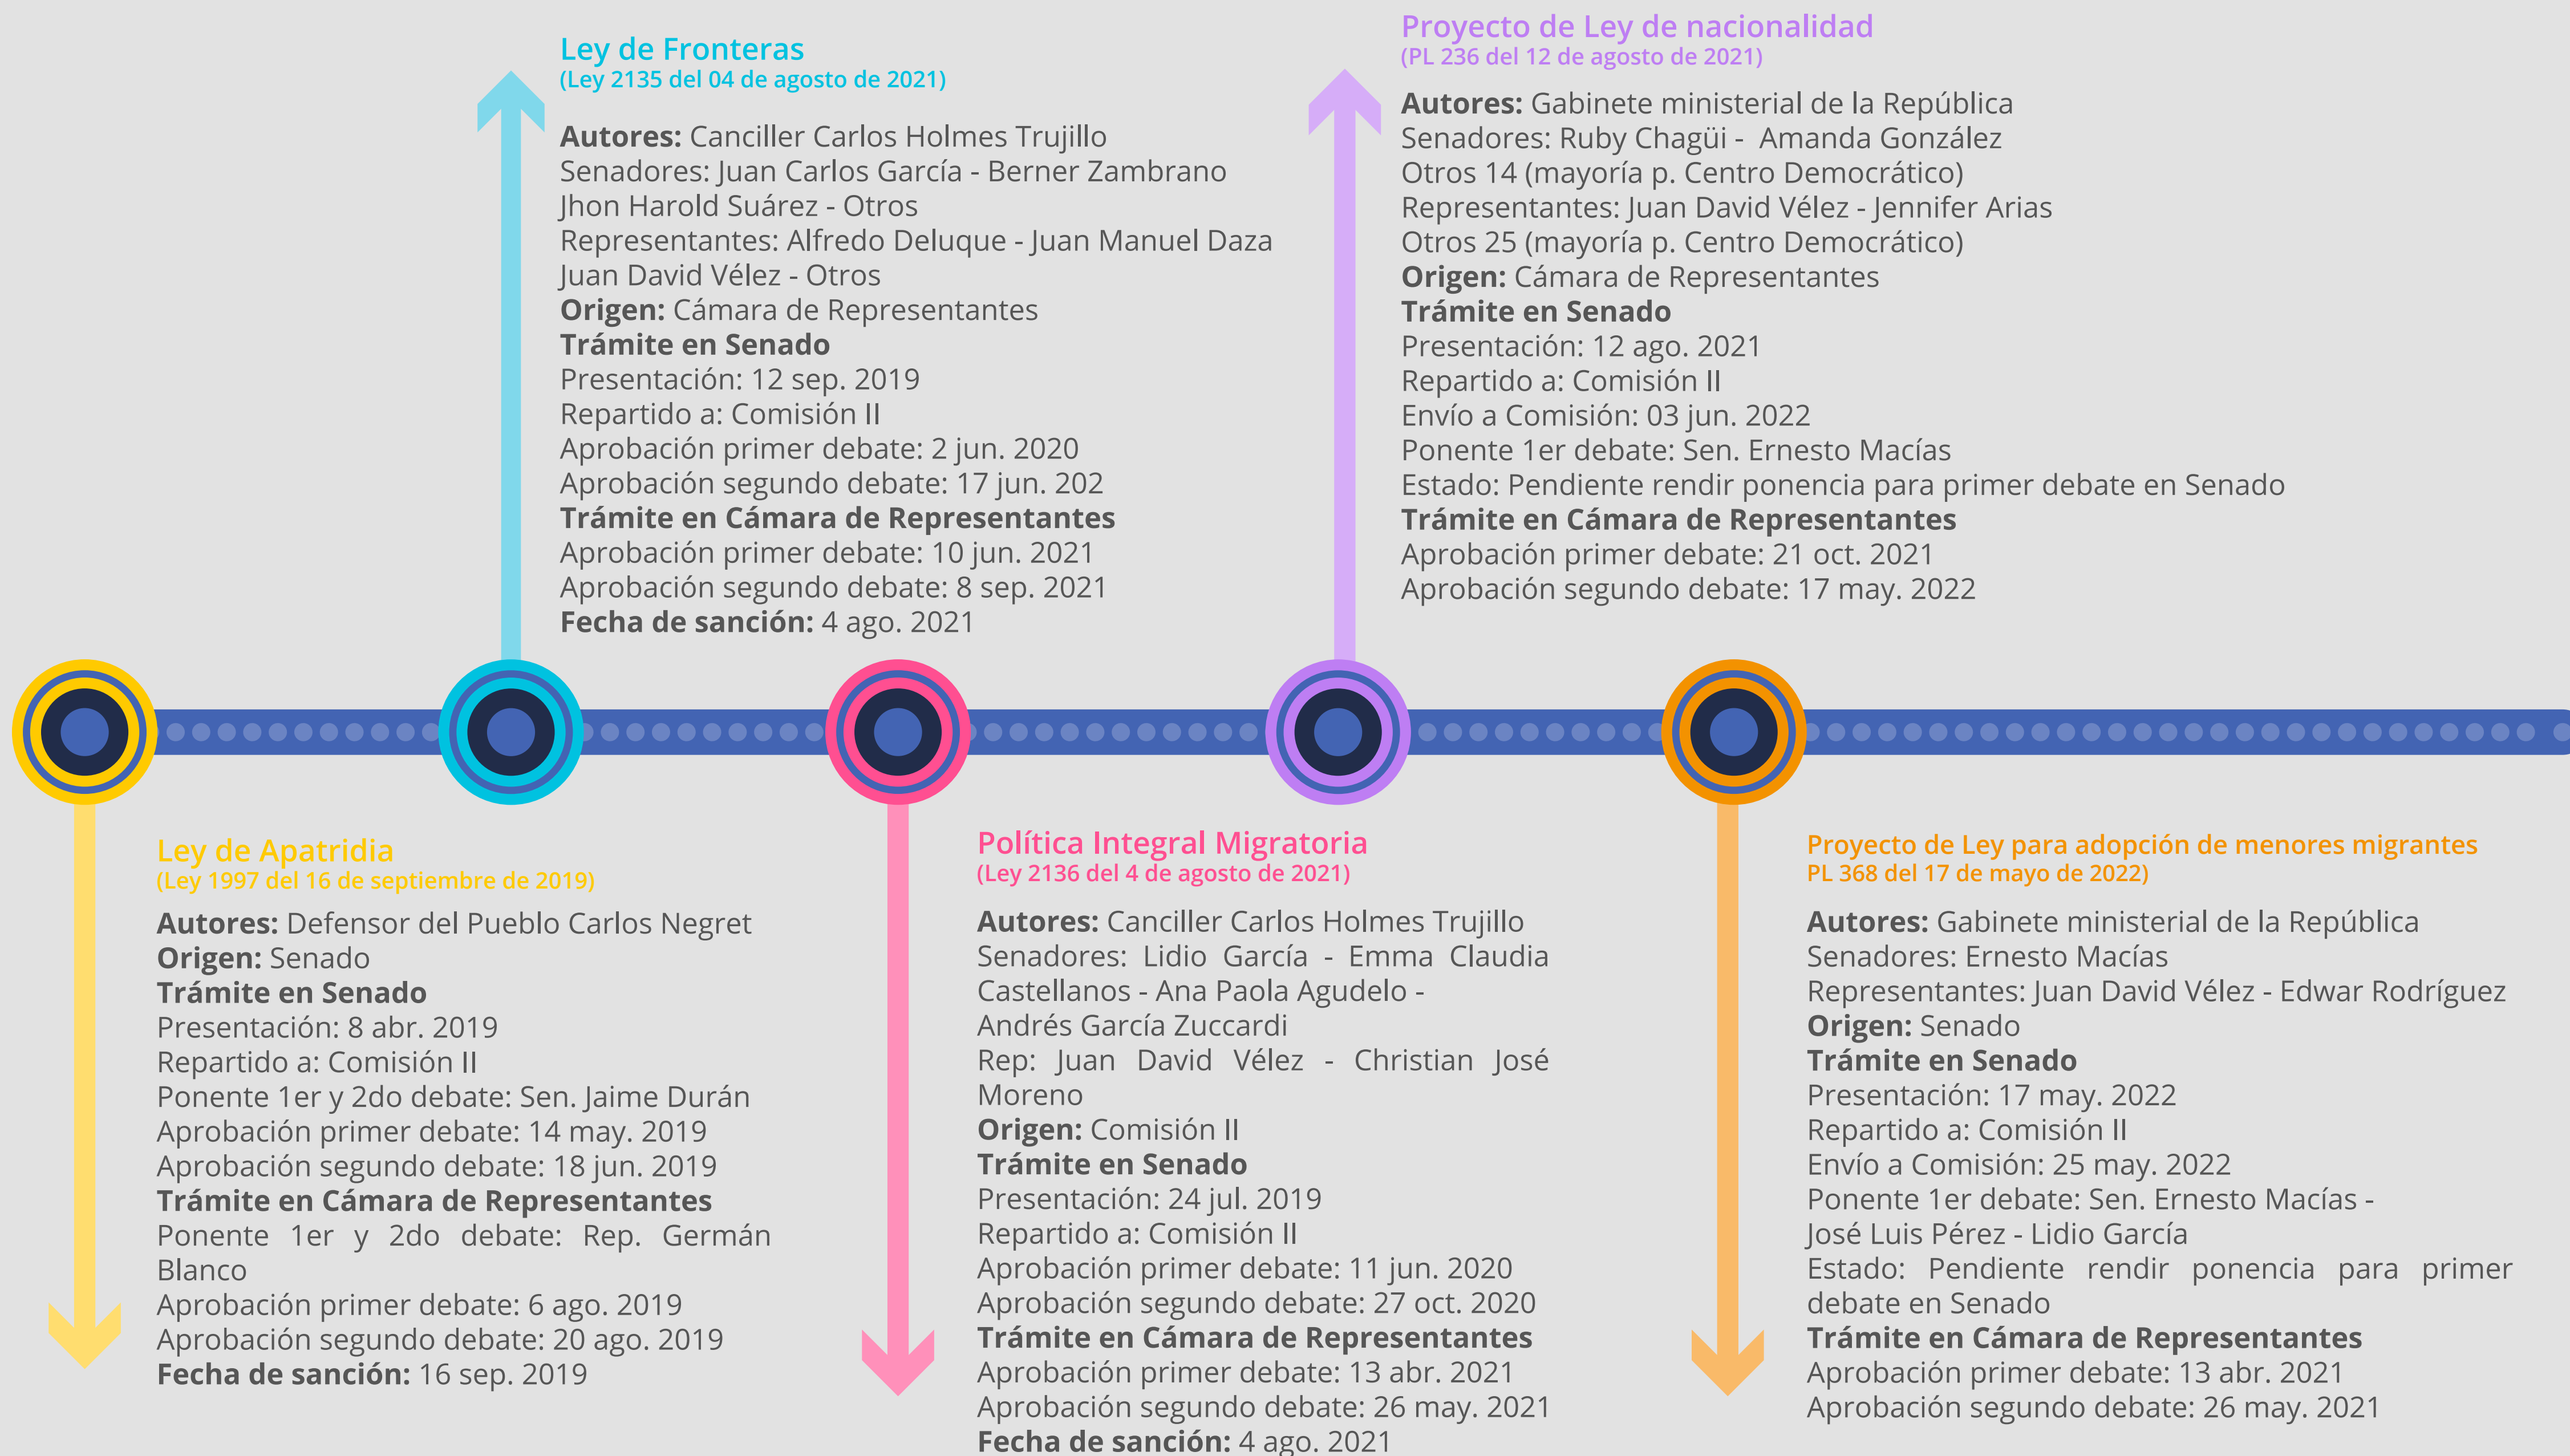 Ley de Fronteras
(Ley 2135 del 04 de agosto de 2021)
Autores: Canciller Carlos Holmes Trujillo
Senadores: Juan Carlos García - Berner Zambrano
Jhon Harold Suárez - Otros
Representantes: Alfredo Deluque - Juan Manuel Daza
Juan David Vélez - Otros
Origen: Cámara de Representantes
Trámite en Senado
Presentación: 12 sep. 2019
Repartido a: Comisión II
Aprobación primer debate: 2 jun. 2020
Aprobación segundo debate: 17 jun. 202
Trámite en Cámara de Representantes
Aprobación primer debate: 10 jun. 2021
Aprobación segundo debate: 8 sep. 2021
Fecha de sanción: 4 ago. 2021
Proyecto de Ley de nacionalidad
(PL 236 del 12 de agosto de 2021)
Autores: Gabinete ministerial de la República
Senadores: Ruby Chagüi - Amanda González
Otros 14 (mayoría p. Centro Democrático)
Representantes: Juan David Vélez - Jennifer Arias
Otros 25 (mayoría p. Centro Democrático)
Origen: Cámara de Representantes
Trámite en Senado
Presentación: 12 ago. 2021
Repartido a: Comisión II
Envío a Comisión: 03 jun. 2022
Ponente 1er debate: Sen. Ernesto Macías
Estado: Pendiente rendir ponencia para primer debate en Senado
Trámite en Cámara de Representantes
Aprobación primer debate: 21 oct. 2021
Aprobación segundo debate: 17 may. 2022
Ley de Apatridia
(Ley 1997 del 16 de septiembre de 2019)
Autores: Defensor del Pueblo Carlos Negret
Origen: Senado
Trámite en Senado
Presentación: 8 abr. 2019
Repartido a: Comisión II
Ponente 1er y 2do debate: Sen. Jaime Durán
Aprobación primer debate: 14 may. 2019
Aprobación segundo debate: 18 jun. 2019
Trámite en Cámara de Representantes
Ponente 1er y 2do debate: Rep. Germán
Blanco
Aprobación primer debate: 6 ago. 2019
Aprobación segundo debate: 20 ago. 2019
Fecha de sanción: 16 sep. 2019
Política Integral Migratoria
(Ley 2136 del 4 de agosto de 2021)
Autores: Canciller Carlos Holmes Trujillo
Senadores: Lidio García - Emma Claudia
Castellanos - Ana Paola Agudelo -
Andrés García Zuccardi
Rep: Juan David Vélez - Christian José
Moreno
Origen: Comisión II
Trámite en Senado
Presentación: 24 jul. 2019
Repartido a: Comisión II
Aprobación primer debate: 11 jun. 2020
Aprobación segundo debate: 27 oct. 2020
Trámite en Cámara de Representantes
Aprobación primer debate: 13 abr. 2021
Aprobación segundo debate: 26 may. 2021
Fecha de sanción: 4 ago. 2021
Proyecto de Ley para adopción de menores migrantes
PL 368 del 17 de mayo de 2022)
Autores: Gabinete ministerial de la República
Senadores: Ernesto Macías
Representantes: Juan David Vélez - Edwar Rodríguez
Origen: Senado
Trámite en Senado
Presentación: 17 may. 2022
Repartido a: Comisión II
Envío a Comisión: 25 may. 2022
Ponente 1er debate: Sen. Ernesto Macías -
José Luis Pérez - Lidio García
Estado: Pendiente rendir ponencia para primer
debate en Senado
Trámite en Cámara de Representantes
Aprobación primer debate: 13 abr. 2021
Aprobación segundo debate: 26 may. 2021